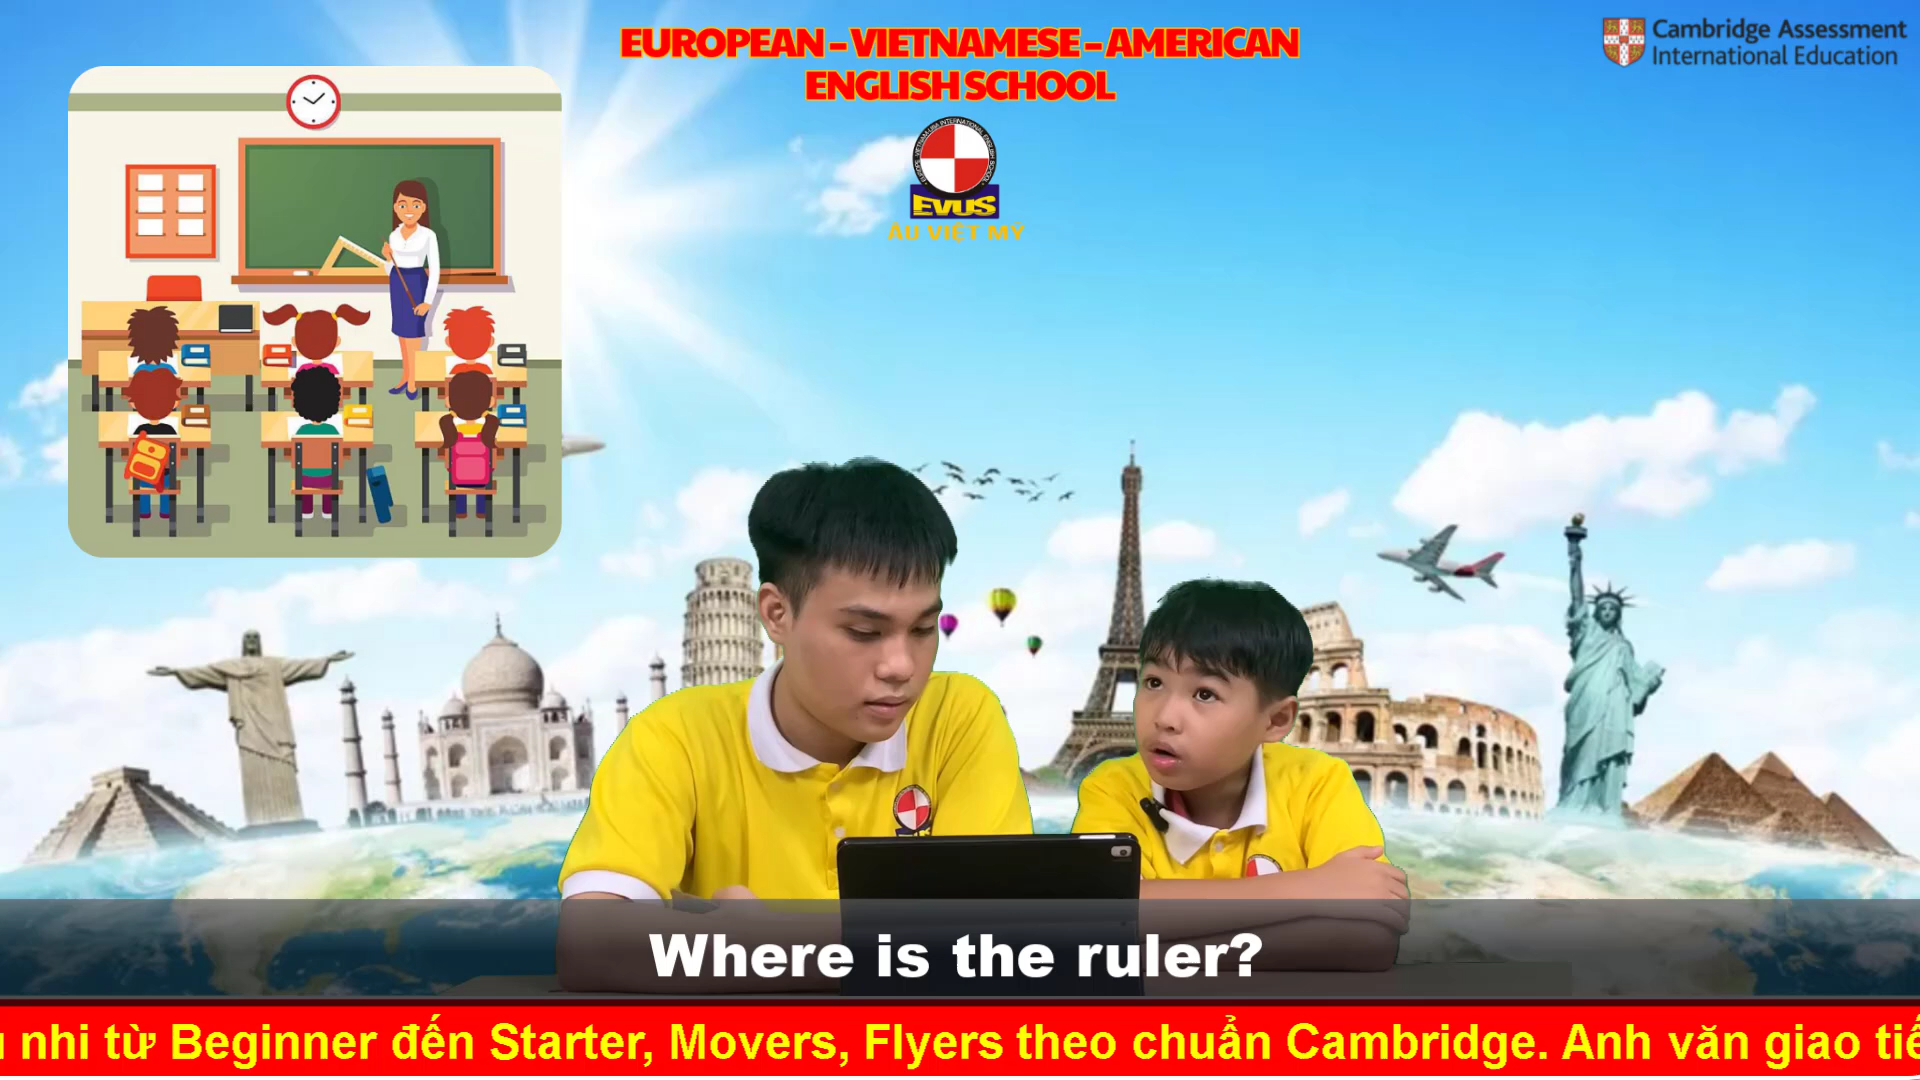 EUROPEAN - VIETNAMESE - AMERICAN
ENGLISH SCHOOL
Cambridge Assessment
International Education
EVUS
ÂU VIỆT MỸ
Where is the ruler?
nhi từ Beginner đến Starter, Movers, Flyers theo chuẩn Cambridge. Anh văn giao